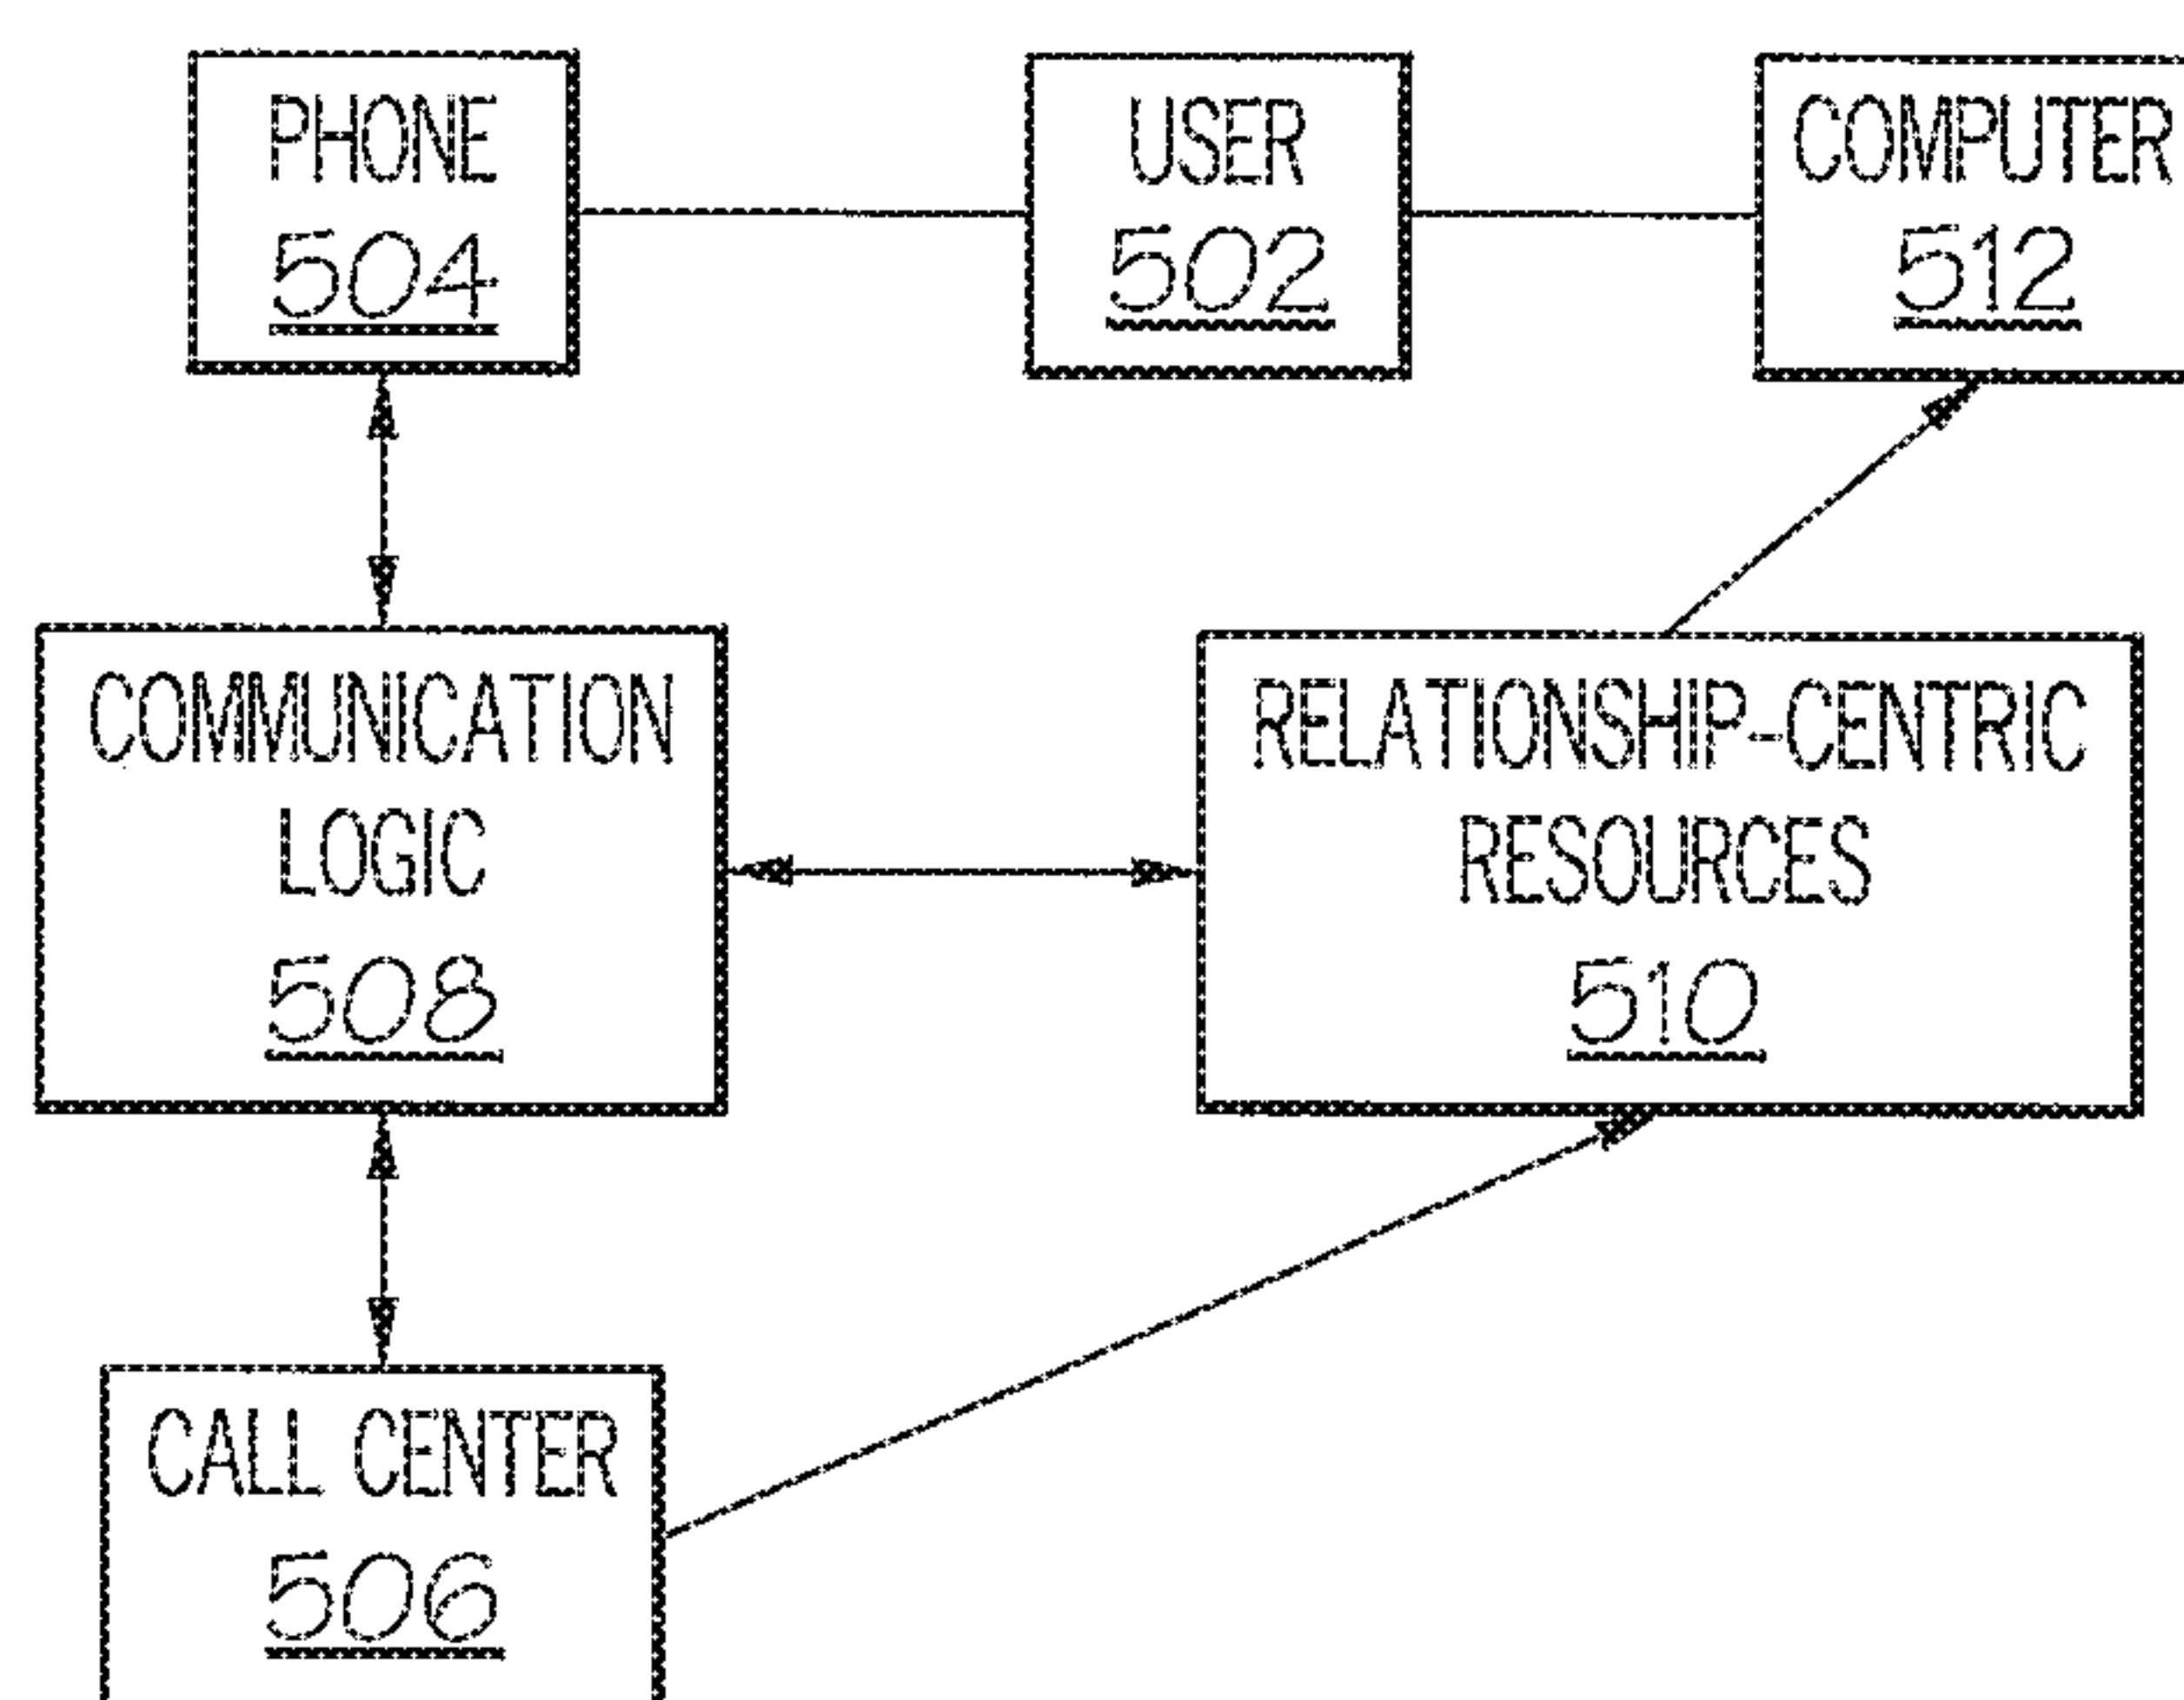 PHONE
504
USER
502
COMPUTER
512
COMMUNICATION
LOGIC
508
RELATIONSHIP-CENTRIC
RESOURCES
510
CALL CENTER
506